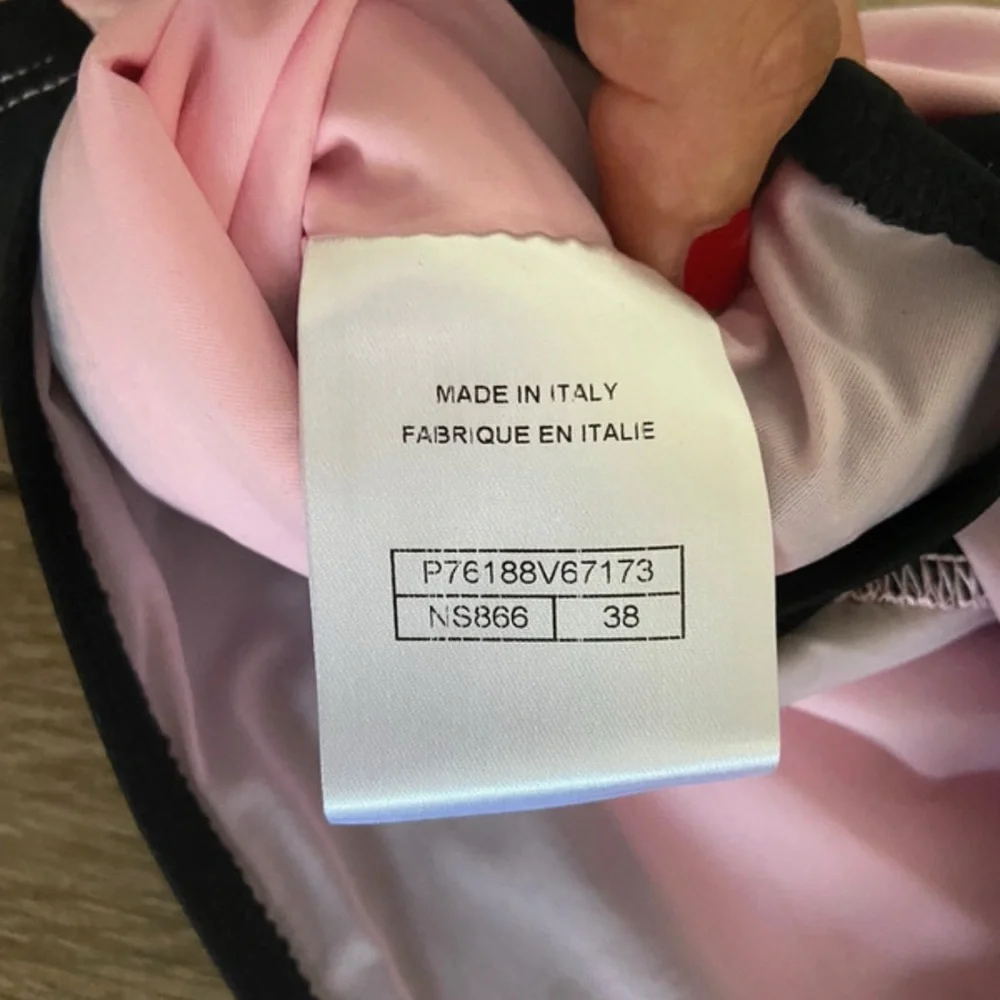 MADE IN ITALY
FABRIQUE EN ITALIE
P76188V67173
NS866 38